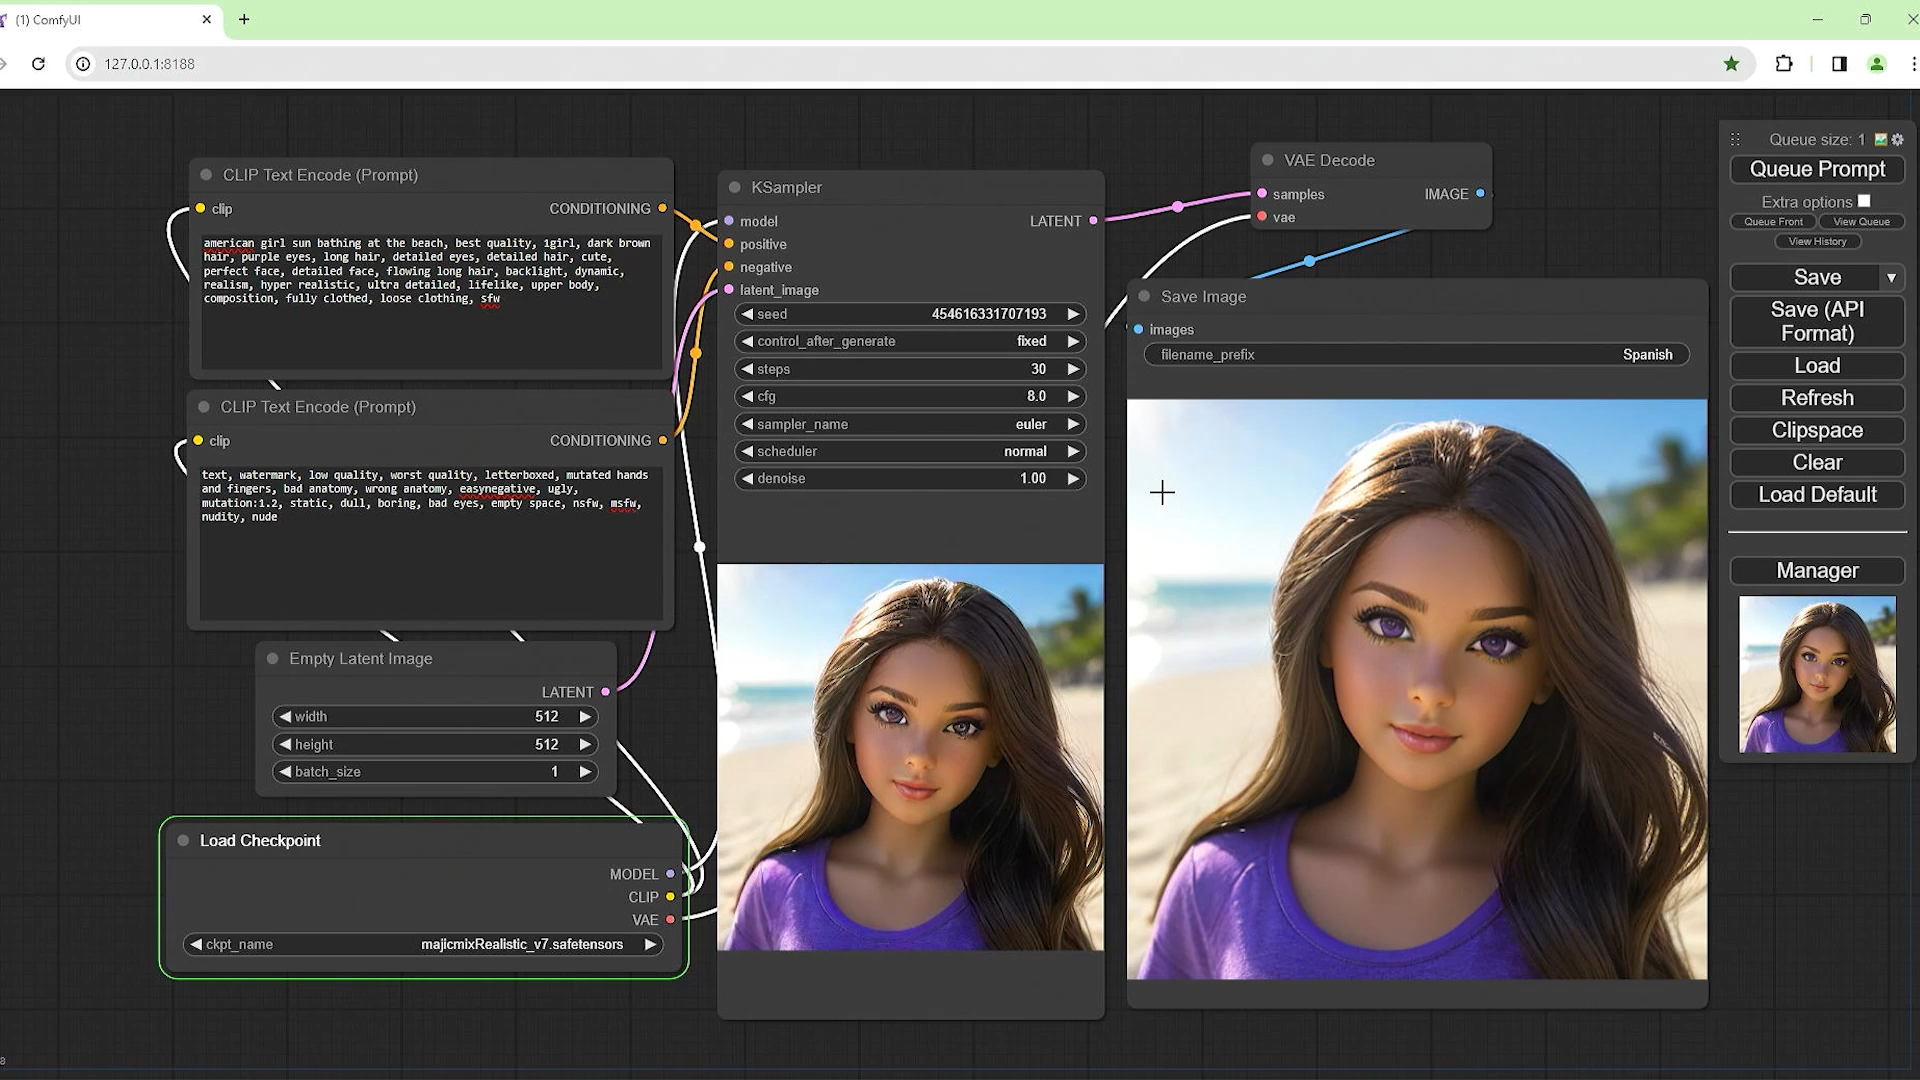 (1) ComfyUI
127.0.0.1:8188
CLIP Text Encode (Prompt)
clip
CONDITIONING
american girl sun bathing at the beach, best quality, 1girl, dark brown
hair, purple eyes, long hair, detailed eyes, detailed hair, cute,
perfect face, detailed face, flowing long hair, backlight, dynamic,
realism, hyper realistic, ultra detailed, lifelike, upper body,
composition, fully clothed, loose clothing, sfw
CLIP Text Encode (Prompt)
clip
CONDITIONING
text, watermark, low quality, worst quality, letterboxed, mutated hands
and fingers, bad anatomy, wrong anatomy, easynegative, ugly,
mutation:1.2, static, dull, boring, bad eyes, empty space, nsfw, msfw,
nudity, nude
Empty Latent Image
LATENT
width 512
height 512
batch_size 1
Load Checkpoint
MODEL
CLIP
VAE
ckpt_name majicmixRealistic_v7.safetensors
KSampler
model LATENT
positive
negative
latent_image
seed 454616331707193
control_after_generate fixed
steps 30
cfg 8.0
sampler_name euler
scheduler normal
denoise 1.00
VAE Decode
samples IMAGE
vae
Save Image
images
filename_prefix Spanish
Queue size: 1
Queue Prompt
Extra options
Queue Front View Queue
View History
Save
Save (API
Format)
Load
Refresh
Clipspace
Clear
Load Default
Manager